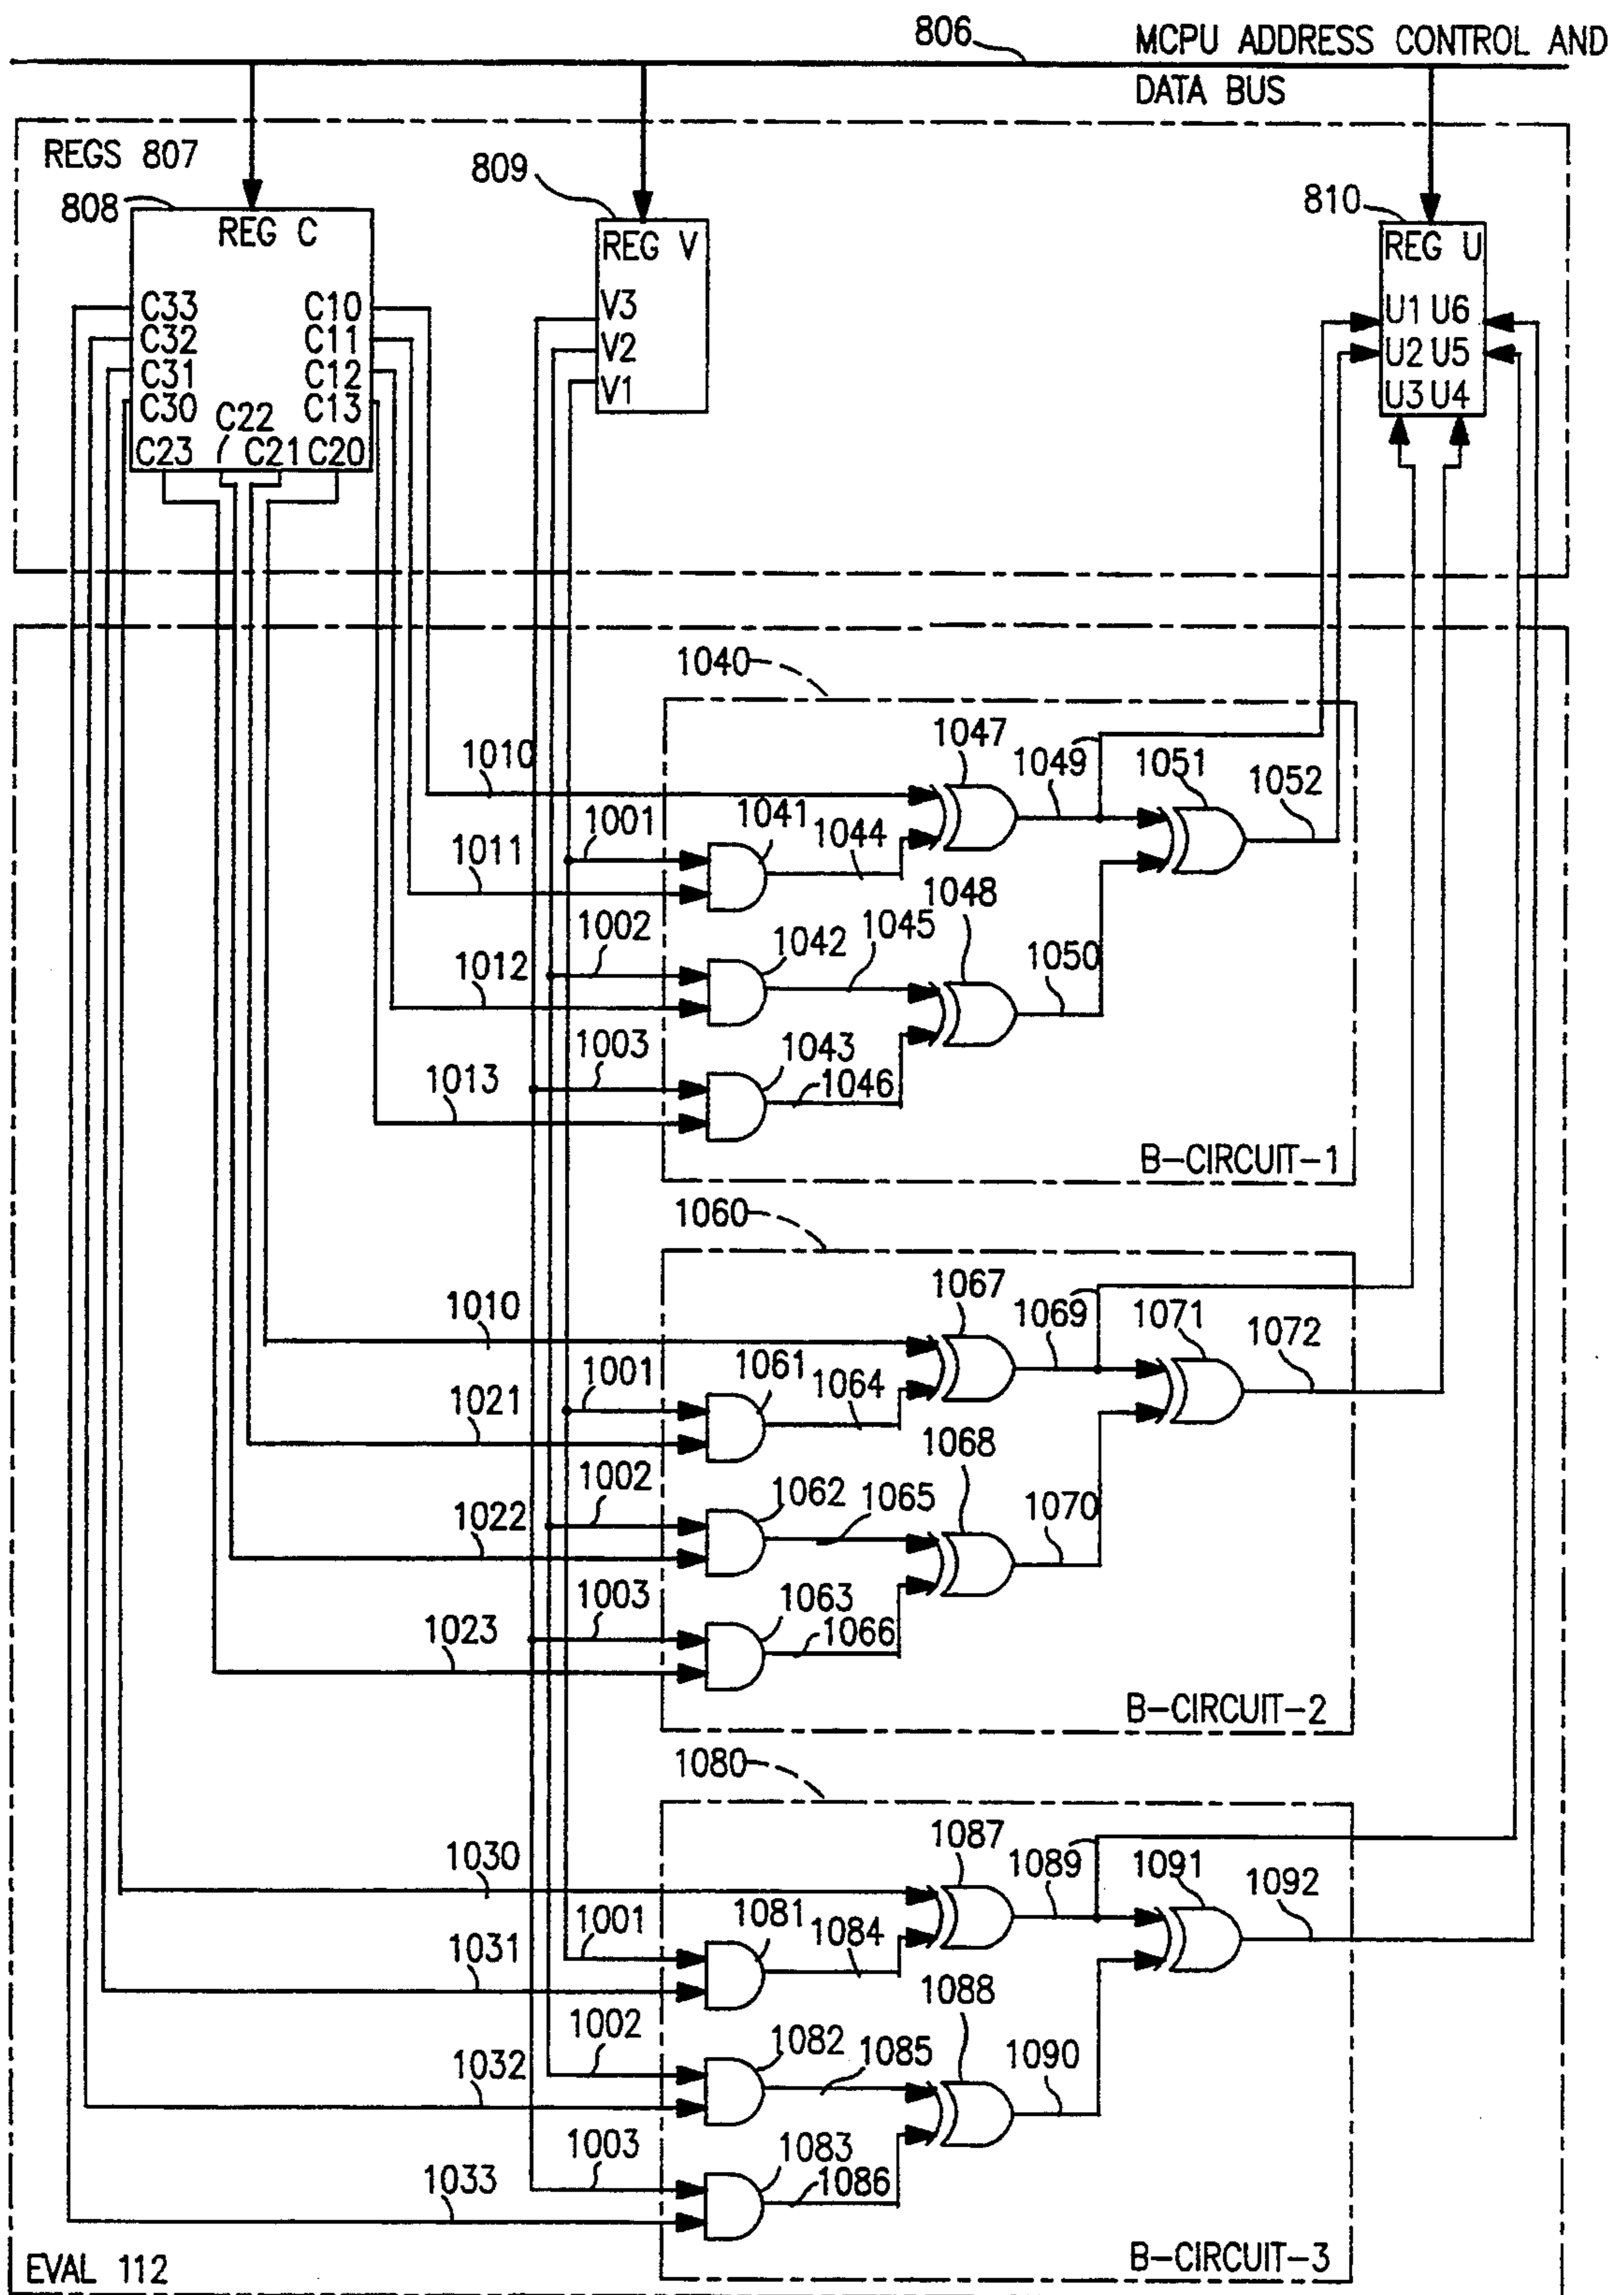 806
MCPU ADDRESS CONTROL AND
DATA BUS
REGS 807
808
REG C
C33
C32
C31
C30
C23
C22
C21
C20
C10
C11
C12
C13
809
REG V
V3
V2
V1
810
REG U
U1 U6
U2 U5
U3 U4
1040
1010
1047
1049
1051
1052
1001
1041
1044
1011
1048
1002
1042
1045
1012
1050
1003
1043
1046
1013
B-CIRCUIT-1
1060
1010
1067
1069
1071
1072
1001
1061
1064
1021
1068
1002
1062
1065
1022
1070
1003
1063
1066
1023
B-CIRCUIT-2
1080
1030
1087
1089
1091
1092
1001
1081
1084
1031
1088
1002
1082
1085
1032
1090
1003
1083
1086
1033
B-CIRCUIT-3
EVAL 112